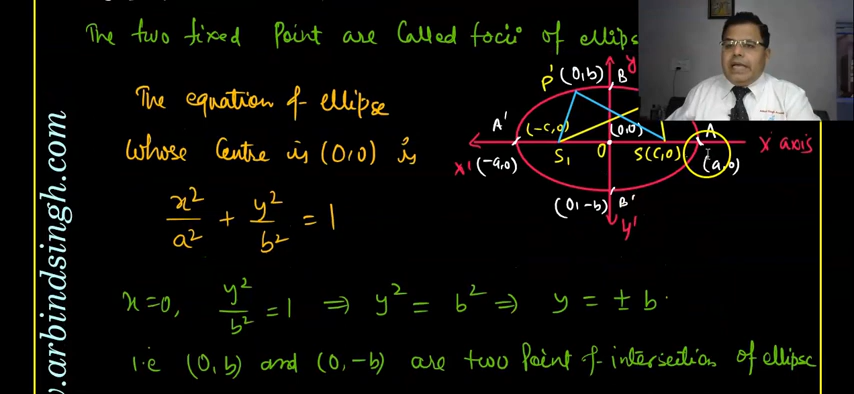 The two fixed Point are called foci of ellips
The equation of ellipse
whose centre is (0,0) is
x²/a² + y²/b² = 1
P' (0,b) B y
A' (-c,0) (0,0) A
X' (-a,0) S₁ O S(c,0) (a,0) X axis
(0,-b) B'
y'
x=0, y²/b² = 1 ⇒ y² = b² ⇒ y = ± b.
i.e (0,b) and (0,-b) are two Point of intersection of ellipse
w.arbindsingh.com